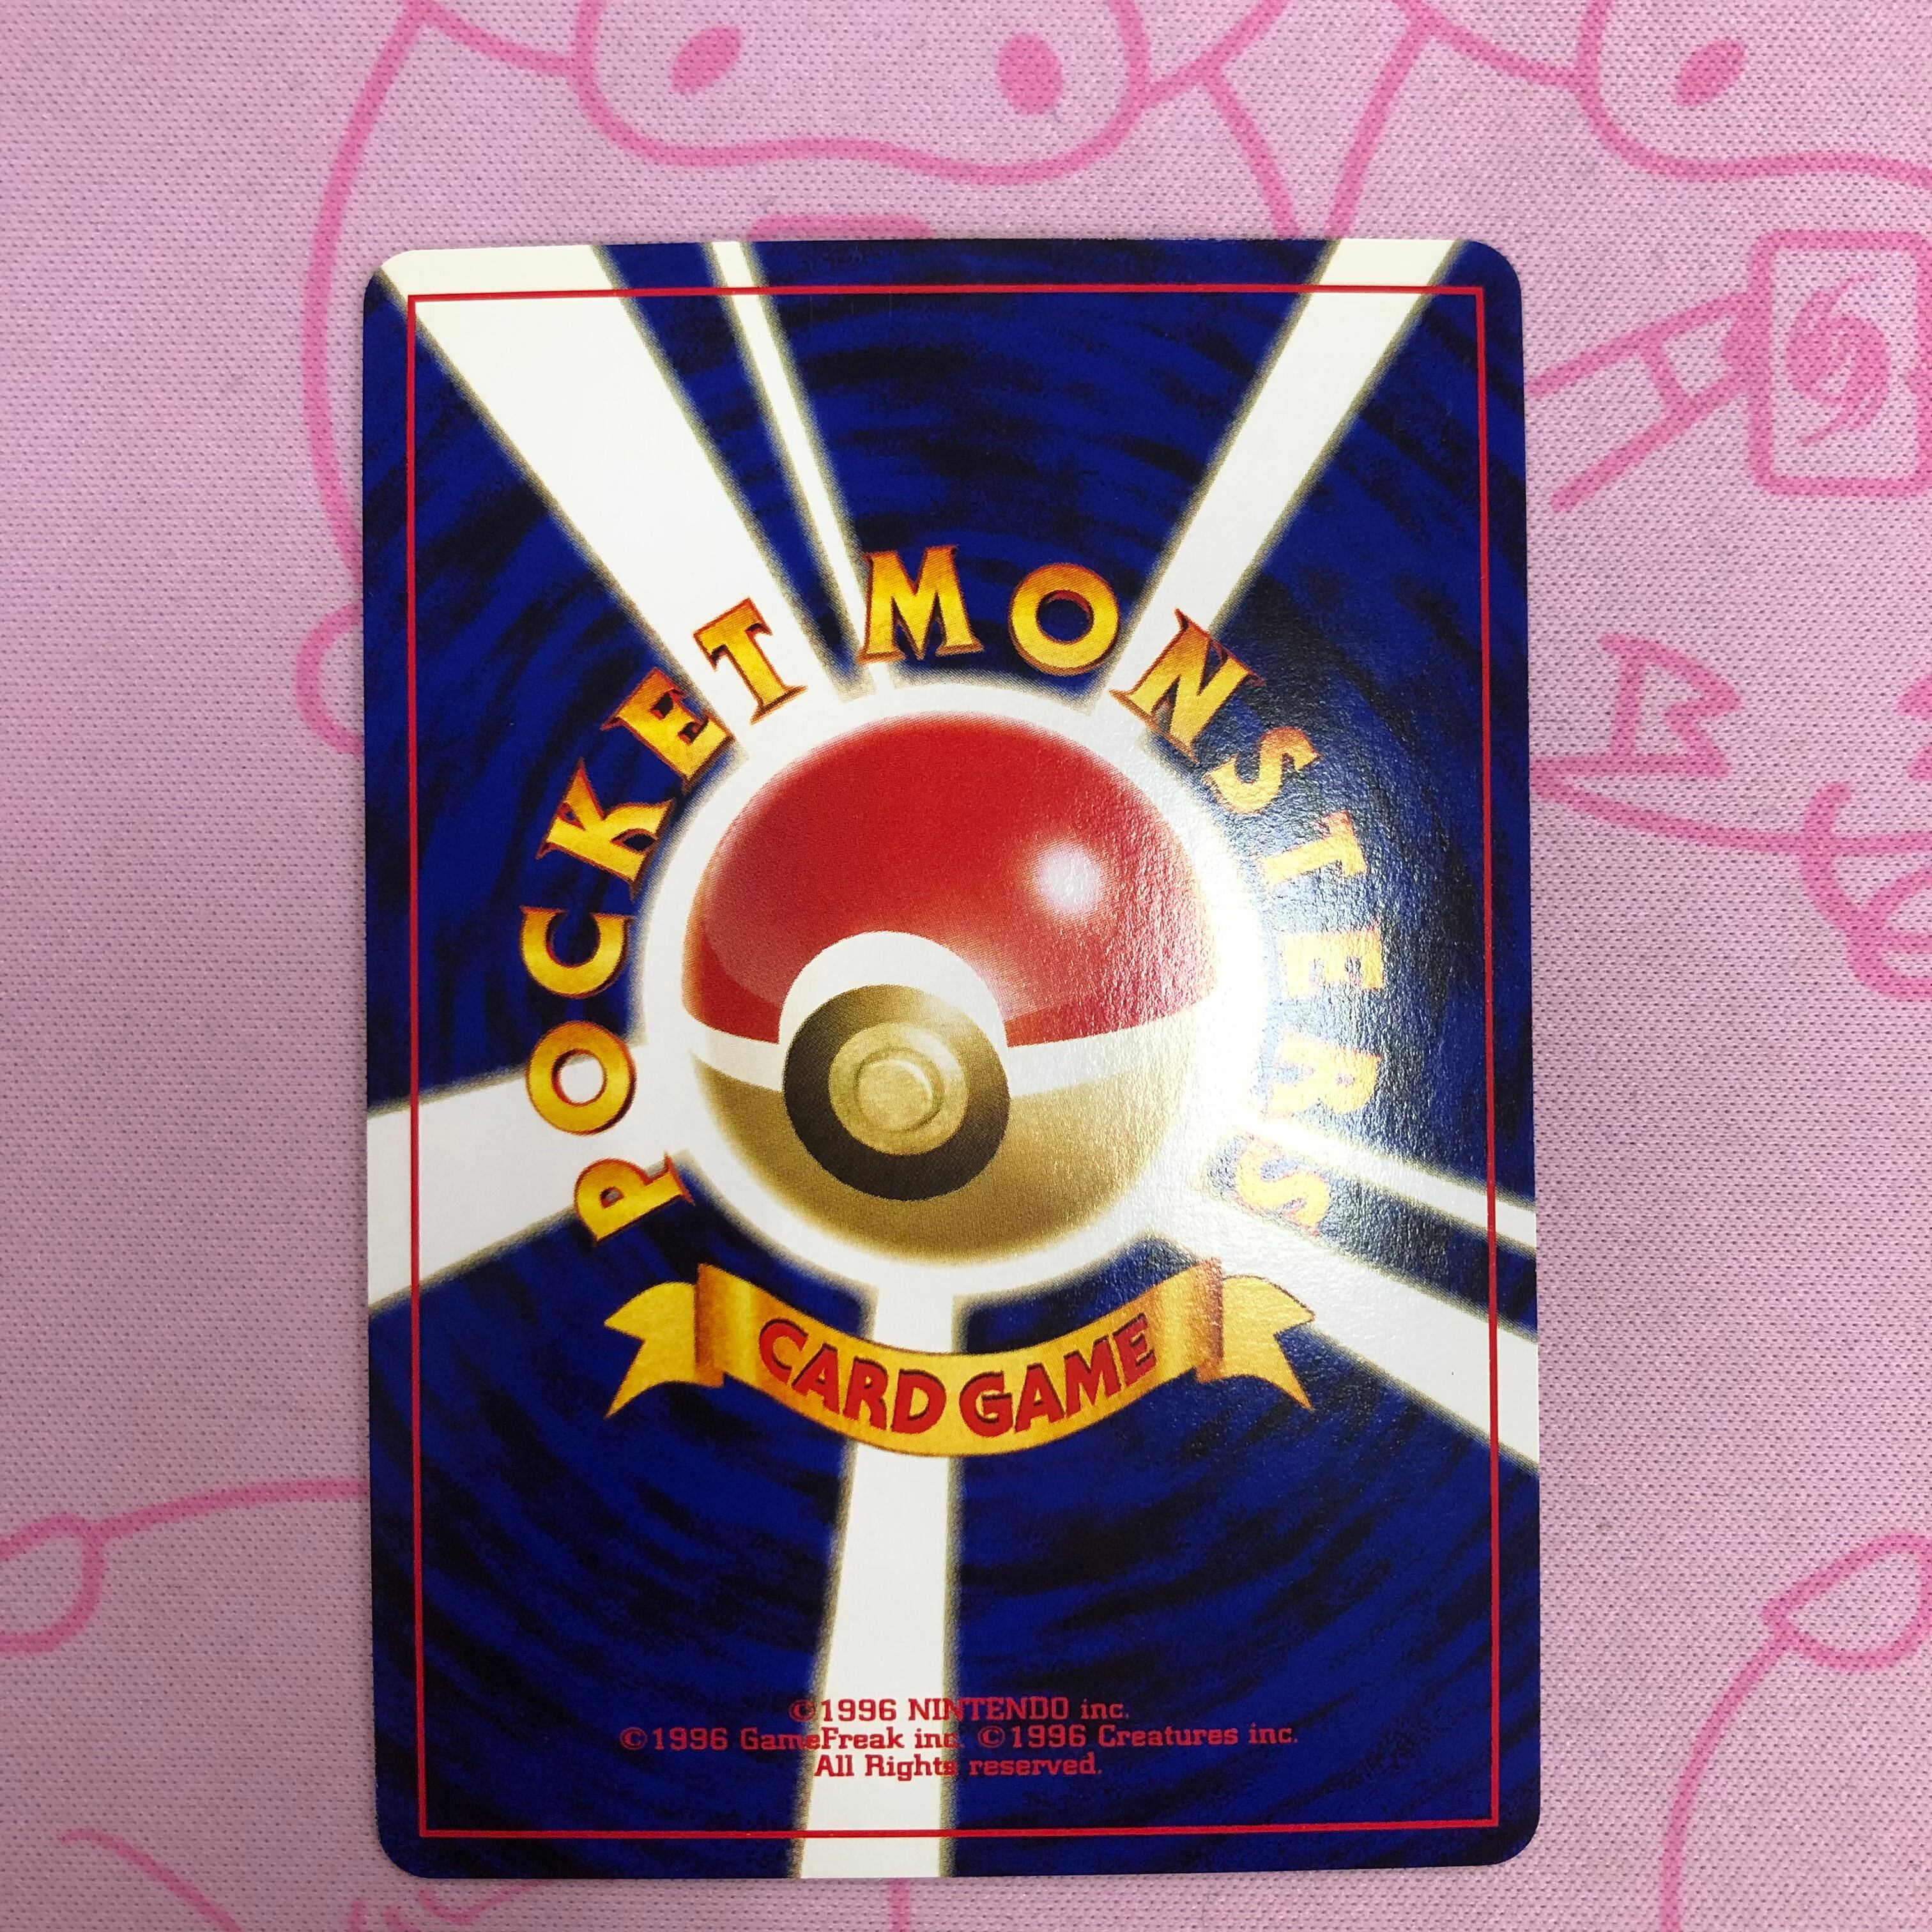 POCKET MONSTERS
CARD GAME
©1996 NINTENDO inc.
©1996 GameFreak inc. ©1996 Creatures inc.
All Rights reserved.